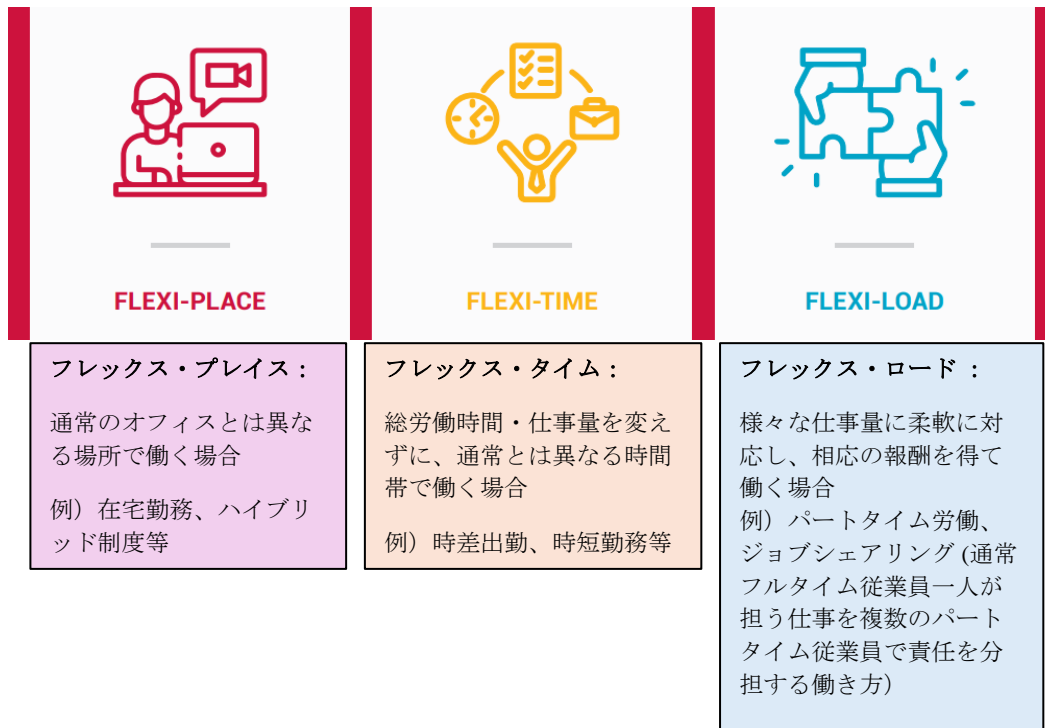 FLEXI-PLACE
FLEXI-TIME
FLEXI-LOAD
フレックス・プレイス：
通常のオフィスとは異な
る場所で働く場合
例）在宅勤務、ハイブリ
ッド制度等
フレックス・タイム：
総労働時間・仕事量を変え
ずに、通常とは異なる時間
帯で働く場合
例）時差出勤、時短勤務等
フレックス・ロード ：
様々な仕事量に柔軟に対
応し、相応の報酬を得て
働く場合
例）パートタイム労働、
ジョブシェアリング (通常
フルタイム従業員一人が
担う仕事を複数のパート
タイム従業員で責任を分
担する働き方）